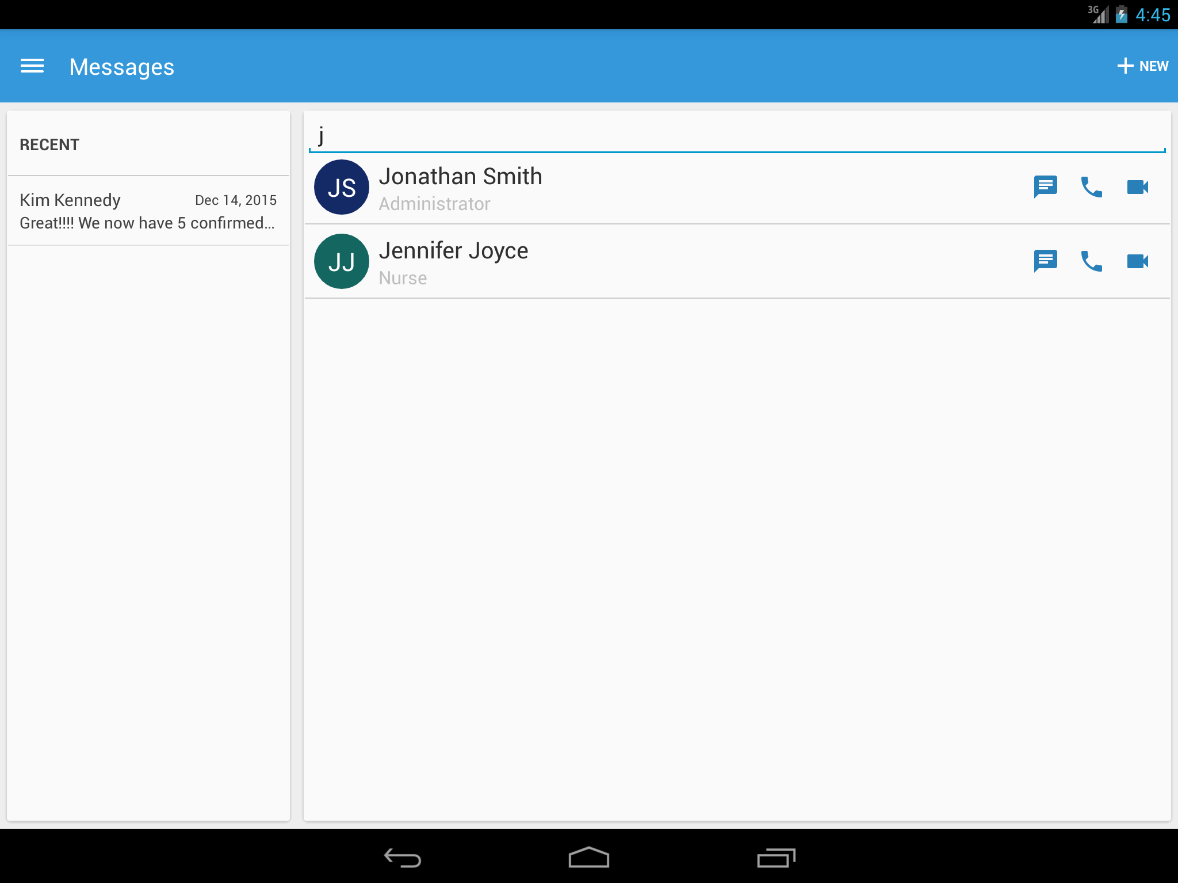 3G 4:45
Messages
NEW
RECENT
Kim Kennedy Dec 14, 2015
Great!!!! We now have 5 confirmed…
j
JS Jonathan Smith
Administrator
JJ Jennifer Joyce
Nurse